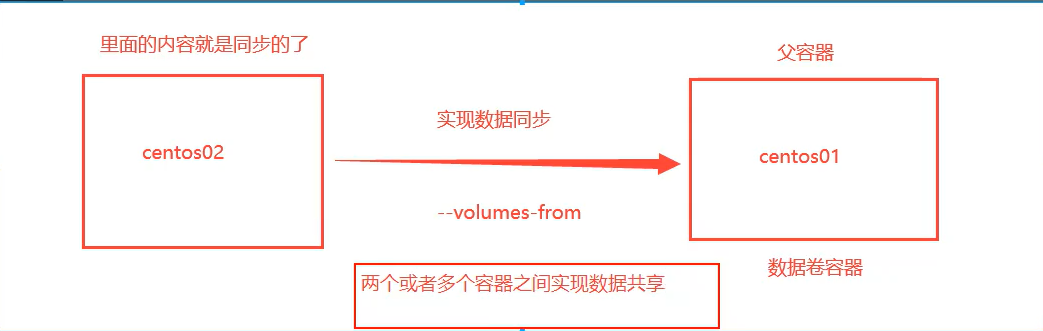 里面的内容就是同步的了
父容器
实现数据同步
centos02
centos01
--volumes-from
数据卷容器
两个或者多个容器之间实现数据共享